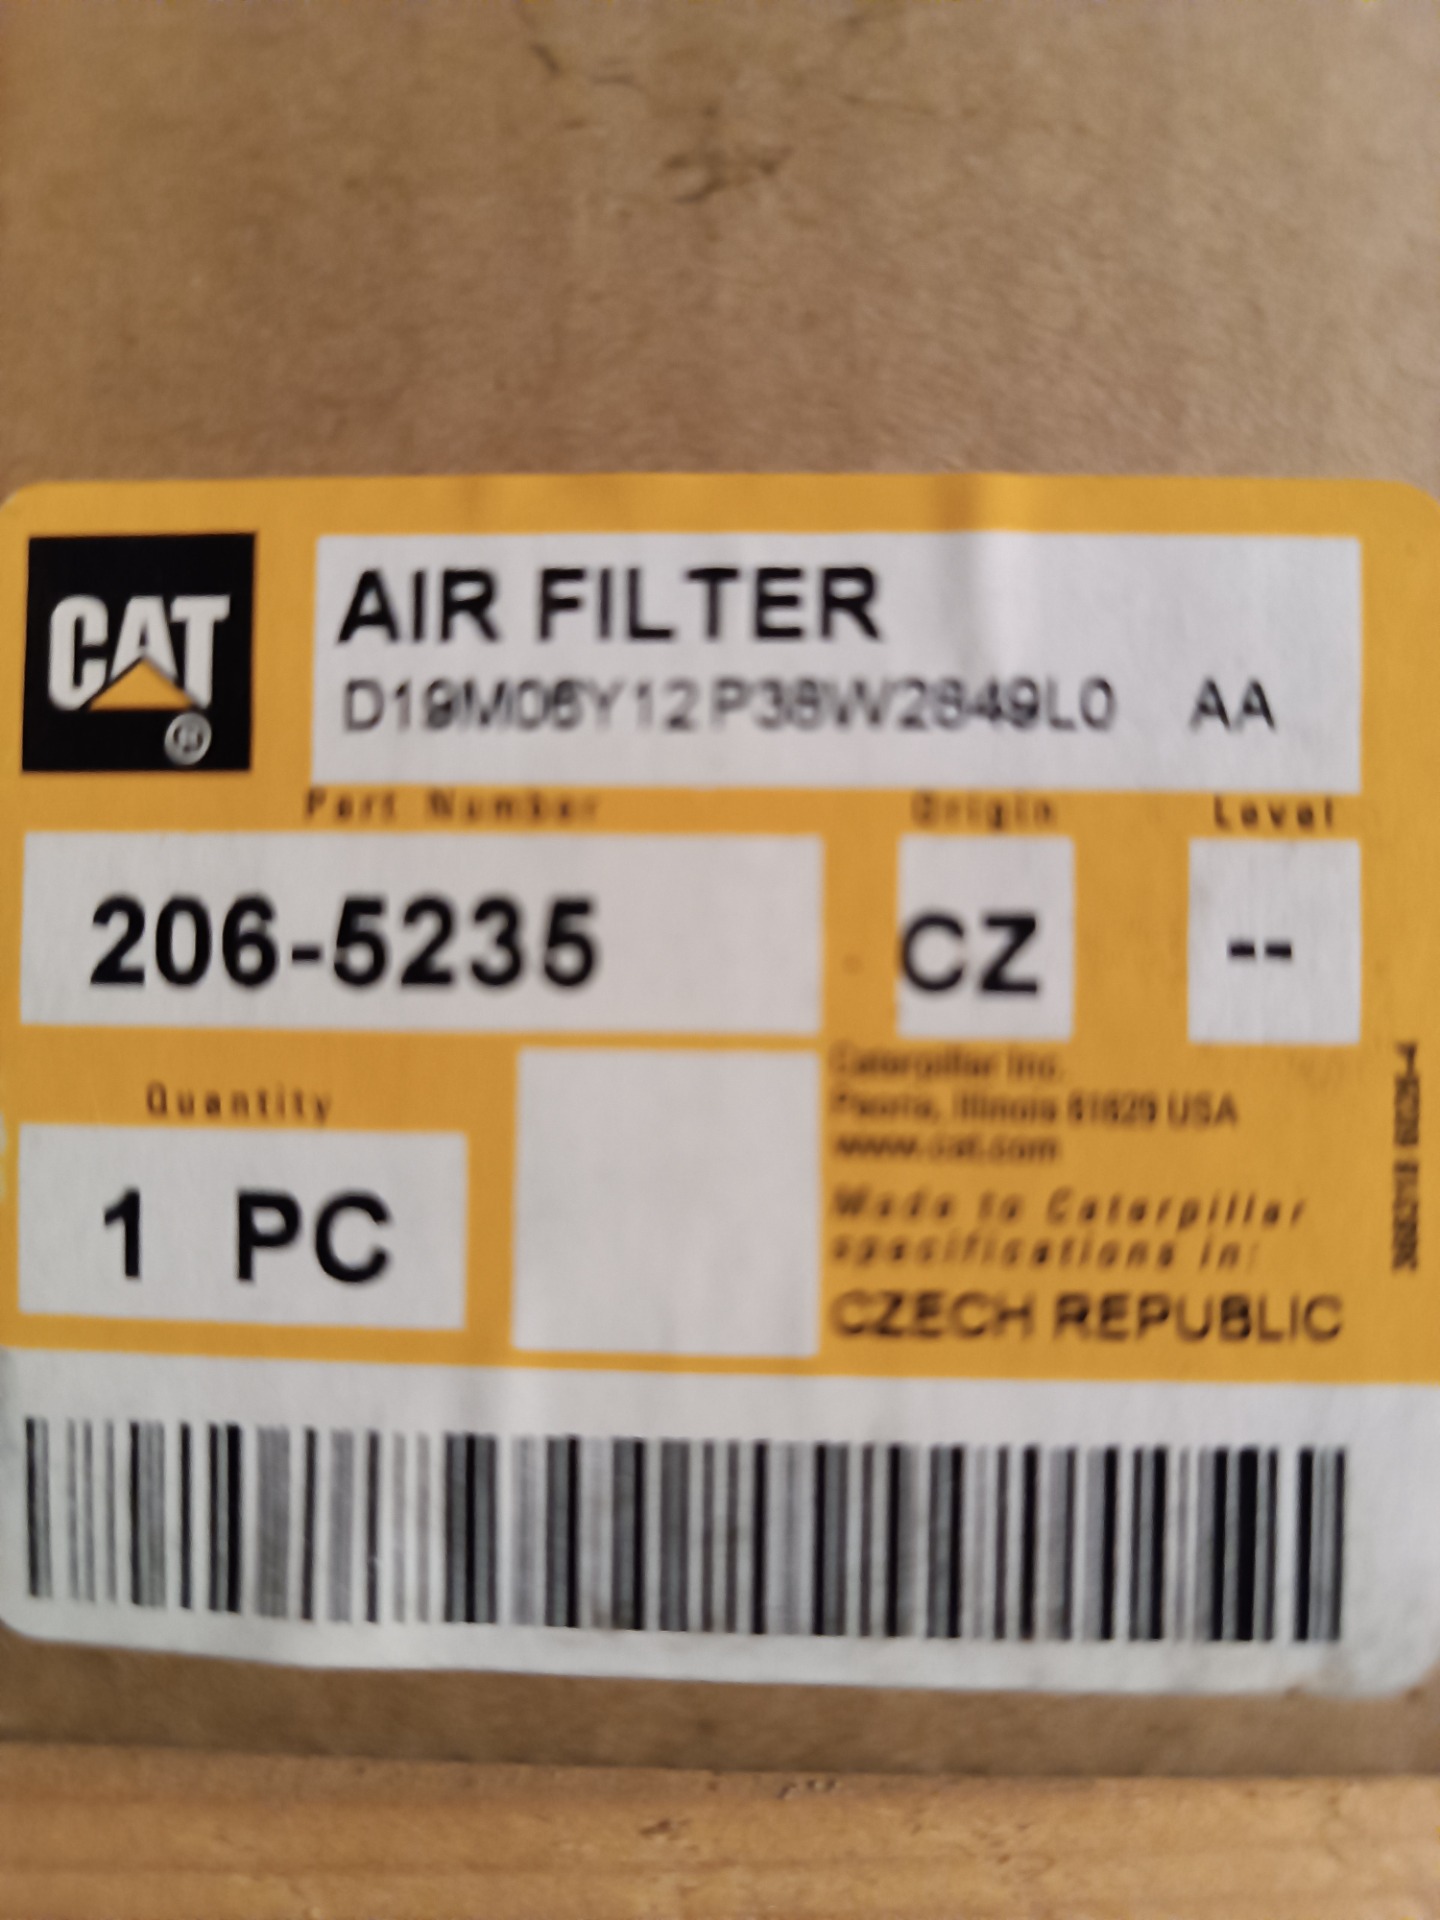 CAT
®
AIR FILTER
D19M06Y12 P38W2849L0 AA
Part Number
Origin
Level
206-5235
CZ
--
Quantity
1 PC
Caterpillar Inc.
Peoria, Illinois 61629 USA
www.cat.com
Made to Caterpillar
specifications in:
CZECH REPUBLIC